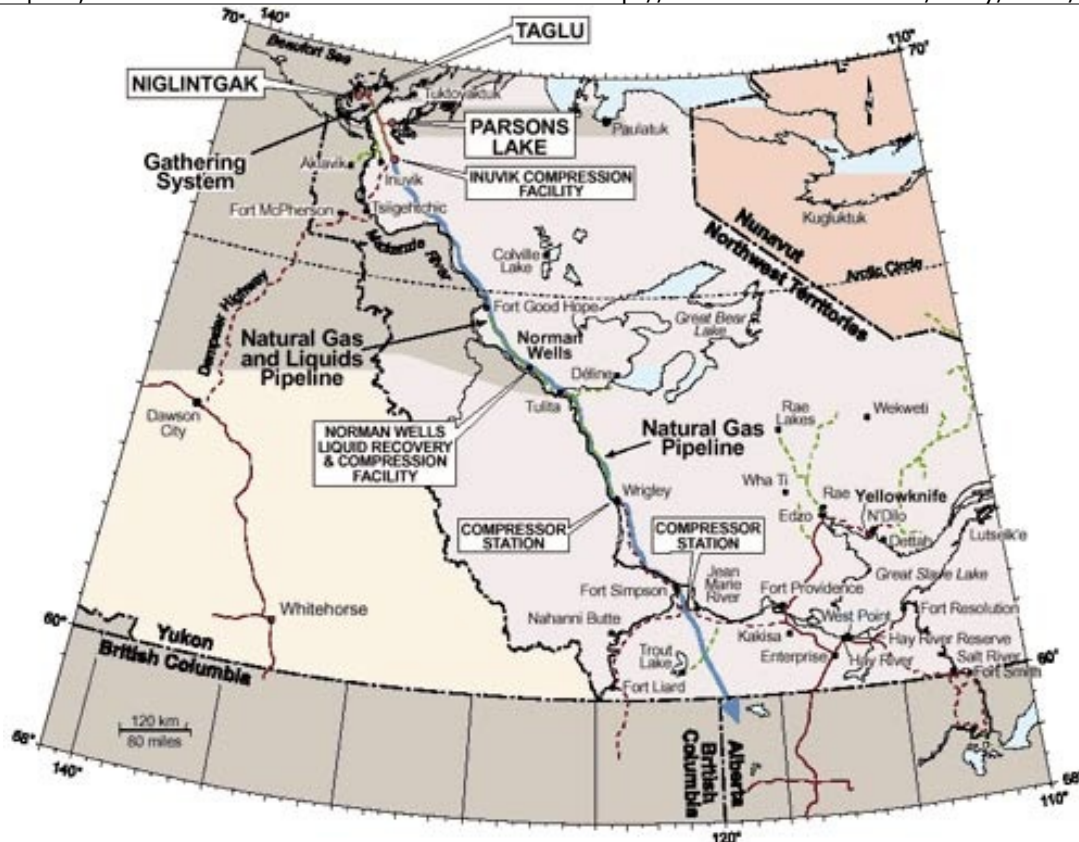 70°
140°
110°
70°
TAGLU
Beaufort Sea
NIGLINTGAK
Tuktoyaktuk
N
PARSONS
LAKE
Paulatuk
Gathering
System
Aklavik
Inuvik
INUVIK COMPRESSION
FACILITY
Fort McPherson
Tsiigehtchic
Kugluktuk
Nunavut
Northwest Territories
Mackenzie River
Colville
Lake
Arctic Circle
Dempster Highway
Fort Good Hope
Great Bear
Lake
Natural Gas
and Liquids
Pipeline
Norman
Wells
Déline
Tulita
Dawson
City
Rae
Lakes
Wekweti
NORMAN WELLS
LIQUID RECOVERY
& COMPRESSION
FACILITY
Natural Gas
Pipeline
Wha Ti
Wrigley
Rae
Yellowknife
Edzo
N'Dilo
Dettah
Lutselk'e
COMPRESSOR
STATION
COMPRESSOR
STATION
Great Slave Lake
Fort Simpson
Jean
Marie
River
Fort Providence
Whitehorse
Nahanni Butte
West Point
Fort Resolution
Kakisa
Hay River Reserve
60°
Yukon
British Columbia
Trout
Lake
Enterprise
Hay River
Salt River
60°
Fort Smith
Fort Liard
120 km
80 miles
Alberta
British
Columbia
140°
120°
110°